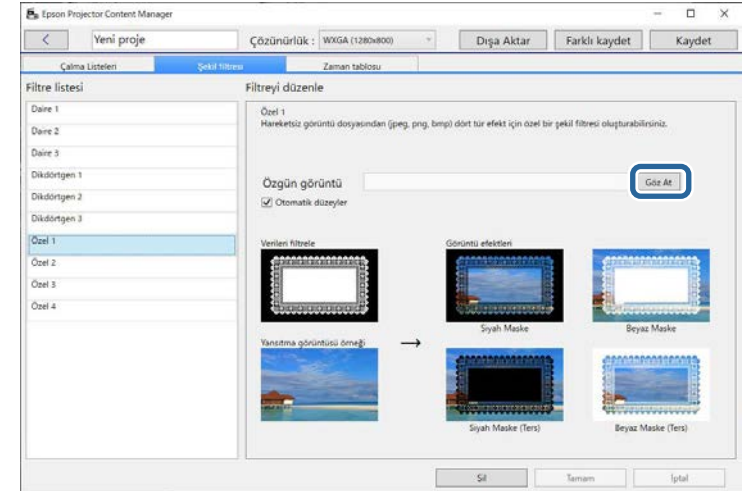 Epson Projector Content Manager
Yeni proje
Çözünürlük :
WXGA (1280x800)
Dışa Aktar
Farklı kaydet
Kaydet
Çalma Listeleri
Şekil filtresi
Zaman tablosu
Filtre listesi
Filtreyi düzenle
Daire 1
Daire 2
Daire 3
Dikdörtgen 1
Dikdörtgen 2
Dikdörtgen 3
Özel 1
Özel 2
Özel 3
Özel 4
Özel 1
Hareketsiz görüntü dosyasından (jpeg, png, bmp) dört tür efekt için özel bir şekil filtresi oluşturabilirsiniz.
Özgün görüntü
Göz At
Otomatik düzeyler
Verileri filtrele
Görüntü efektleri
Siyah Maske
Beyaz Maske
Yansıtma görüntüsü örneği
Siyah Maske (Ters)
Beyaz Maske (Ters)
Sil
Tamam
İptal